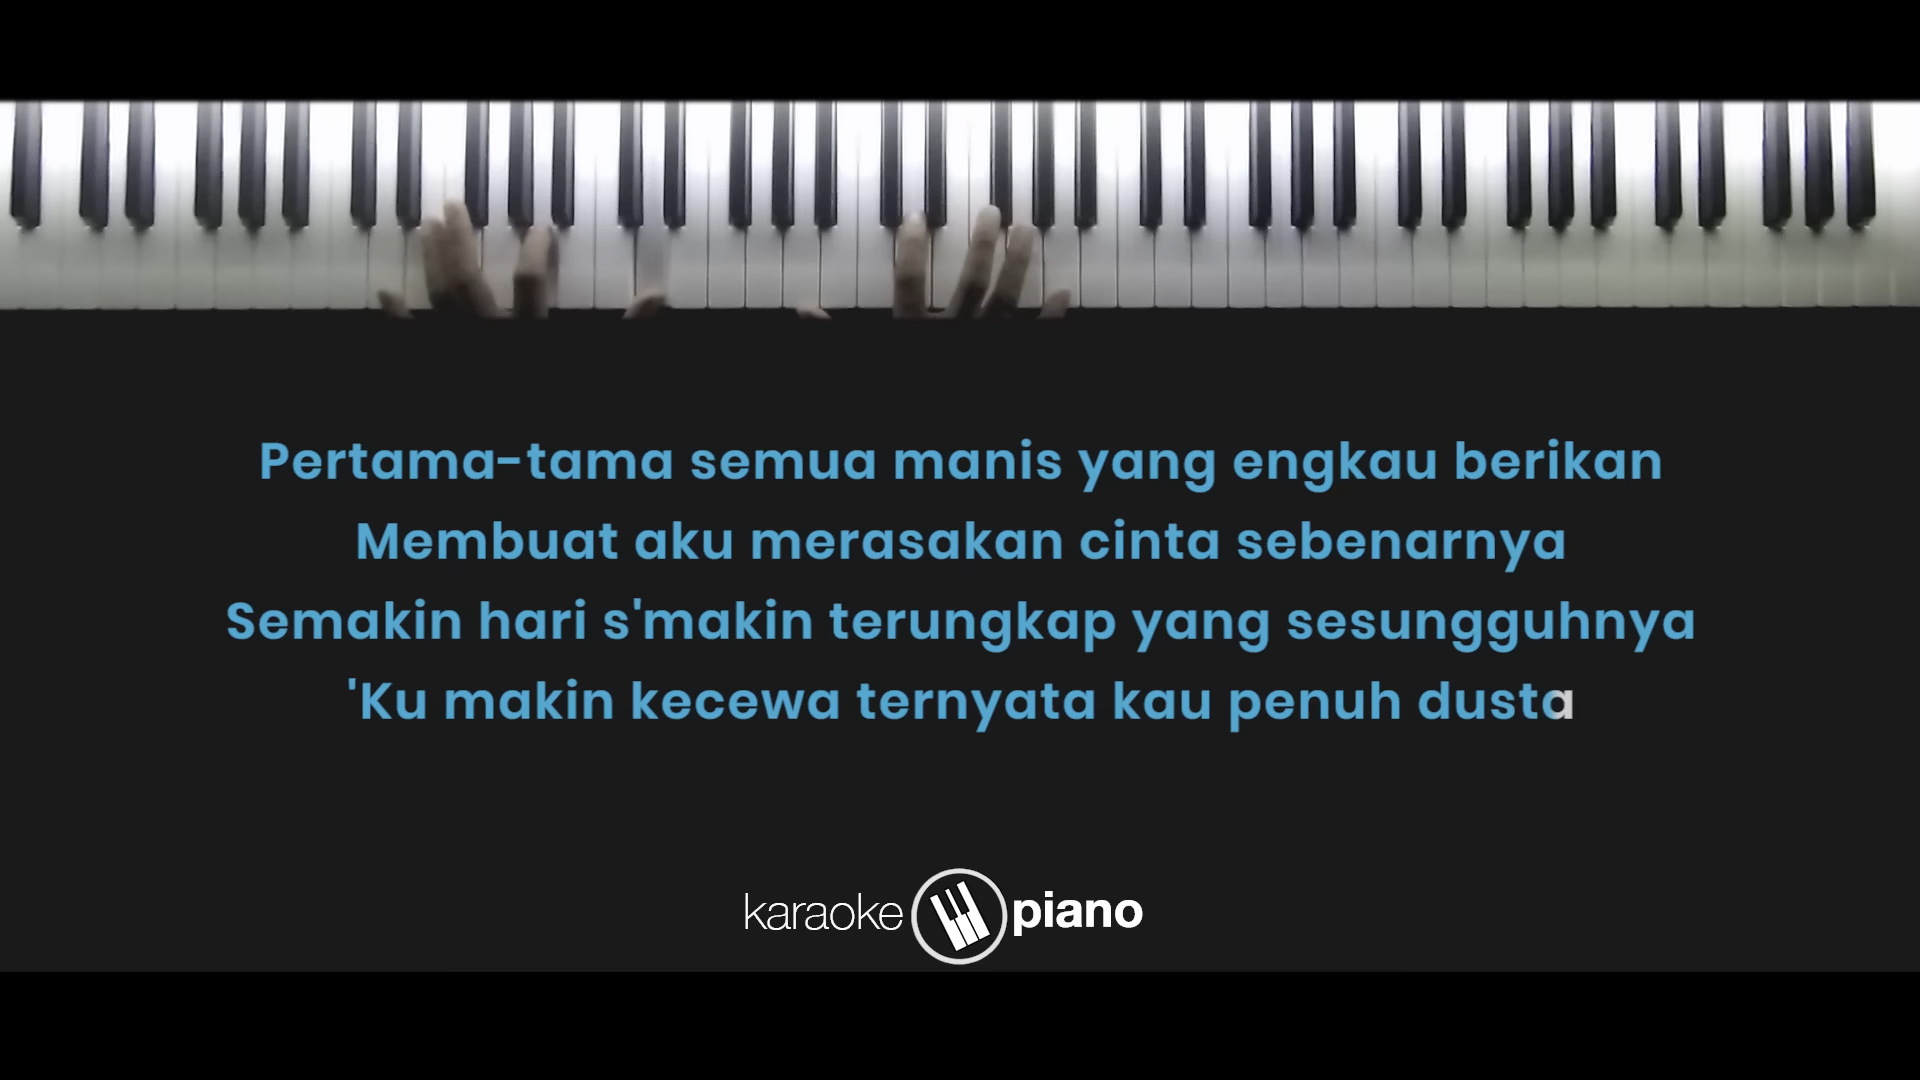 Pertama-tama semua manis yang engkau berikan
Membuat aku merasakan cinta sebenarnya
Semakin hari s'makin terungkap yang sesungguhnya
'Ku makin kecewa ternyata kau penuh dusta
karaoke piano